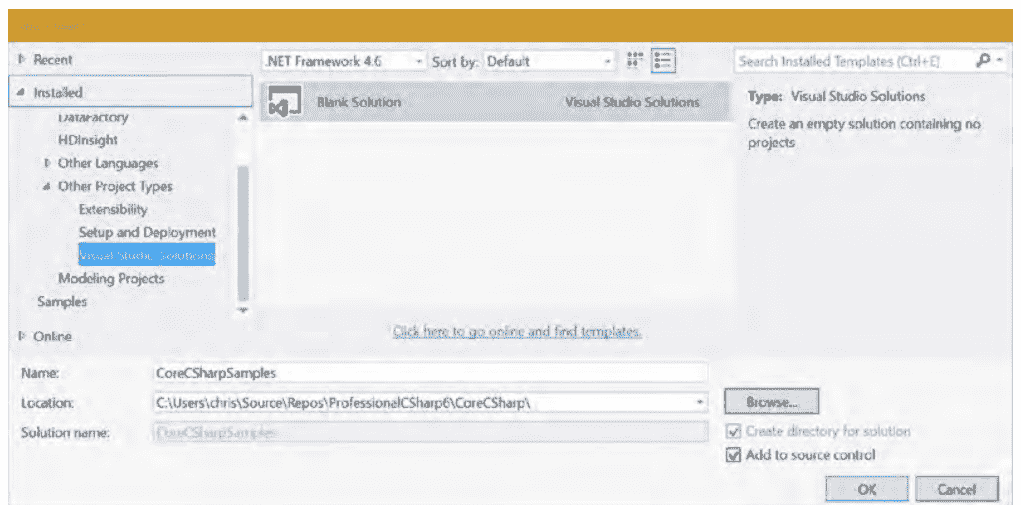 Recent
.NET Framework 4.6 Sort by: Default
Search Installed Templates (Ctrl+E)
Installed
DataFactory
HDInsight
Other Languages
Other Project Types
Extensibility
Setup and Deployment
Visual Studio Solutions
Modeling Projects
Samples
Online
Blank Solution Visual Studio Solutions
Type: Visual Studio Solutions
Create an empty solution containing no
projects
Click here to go online and find templates.
Name: CoreCSharpSamples
Location: C:\Users\chris\Source\Repos\ProfessionalCSharp6\CoreCSharp\
Browse...
Solution name: CoreCSharpSamples
Create directory for solution
Add to source control
OK Cancel